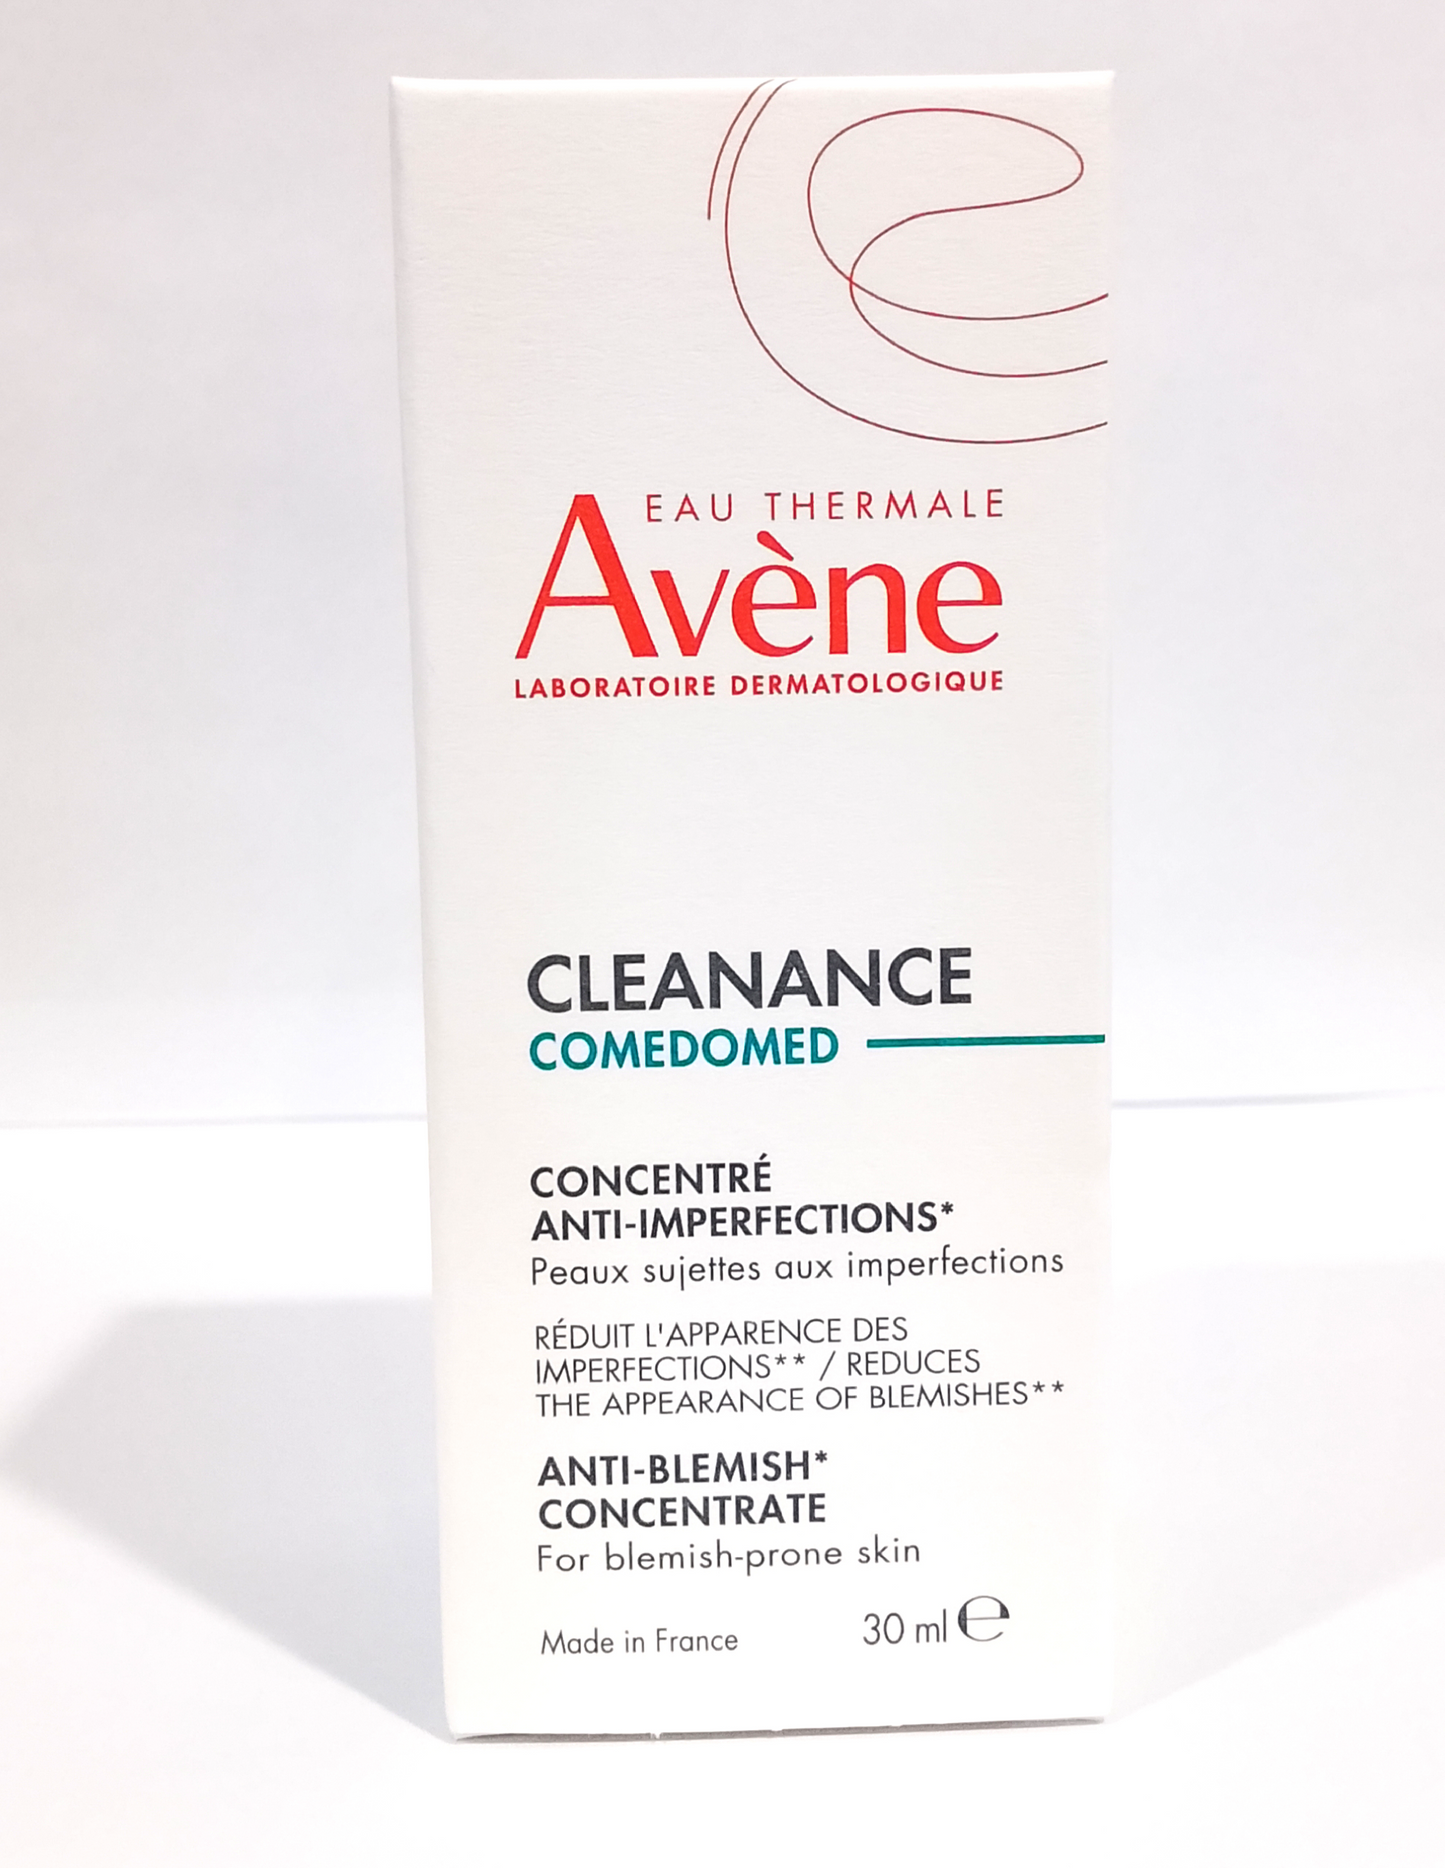 EAU THERMALE
Avène
LABORATOIRE DERMATOLOGIQUE
CLEANANCE
COMEDOMED
CONCENTRÉ
ANTI-IMPERFECTIONS*
Peaux sujettes aux imperfections
RÉDUIT L'APPARENCE DES
IMPERFECTIONS** / REDUCES
THE APPEARANCE OF BLEMISHES**
ANTI-BLEMISH*
CONCENTRATE
For blemish-prone skin
Made in France 30 ml ℮